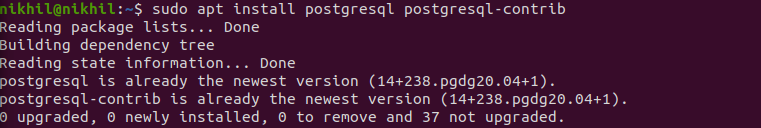 nikhil@nikhil:~$ sudo apt install postgresql postgresql-contrib
Reading package lists... Done
Building dependency tree
Reading state information... Done
postgresql is already the newest version (14+238.pgdg20.04+1).
postgresql-contrib is already the newest version (14+238.pgdg20.04+1).
0 upgraded, 0 newly installed, 0 to remove and 37 not upgraded.